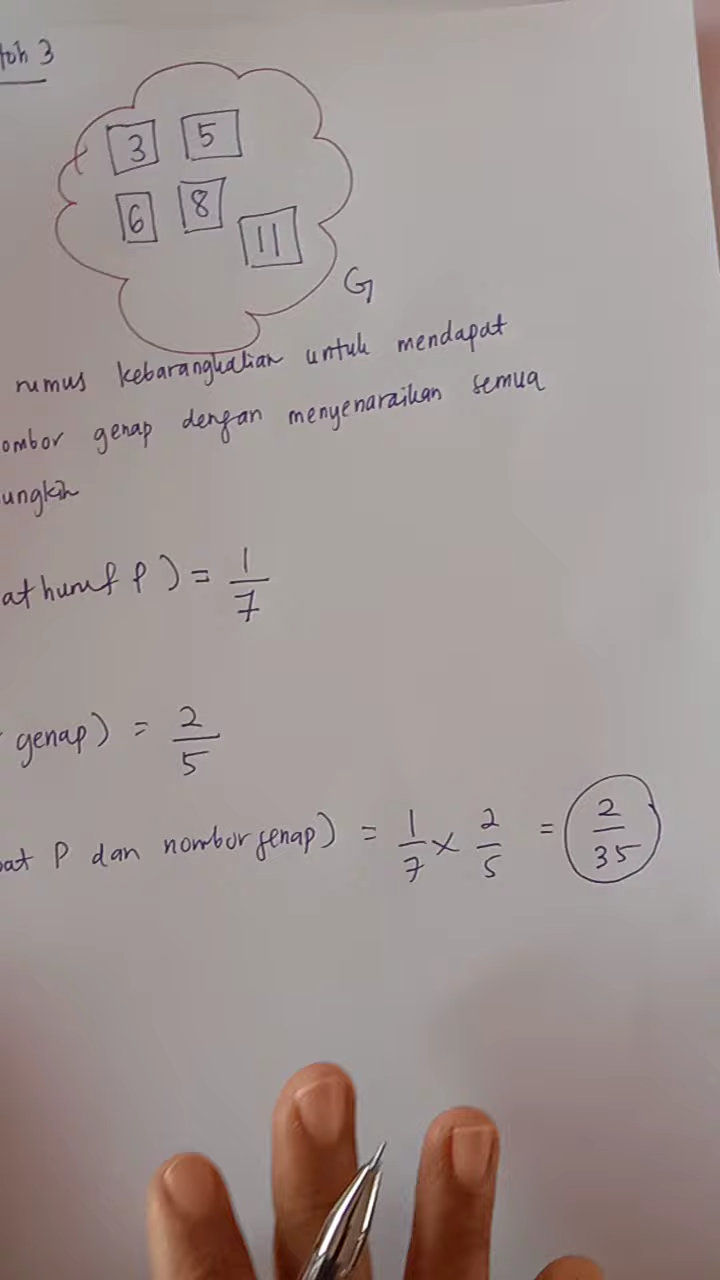 toh 3
3 5
6 8
11
G
rumus kebarangkalian untuk mendapat
ombor genap dengan menyenaraikan semua
ungkin
at huruf P) = 1/7
genap) = 2/5
pat P dan nombor genap) = 1/7 x 2/5 = 2/35